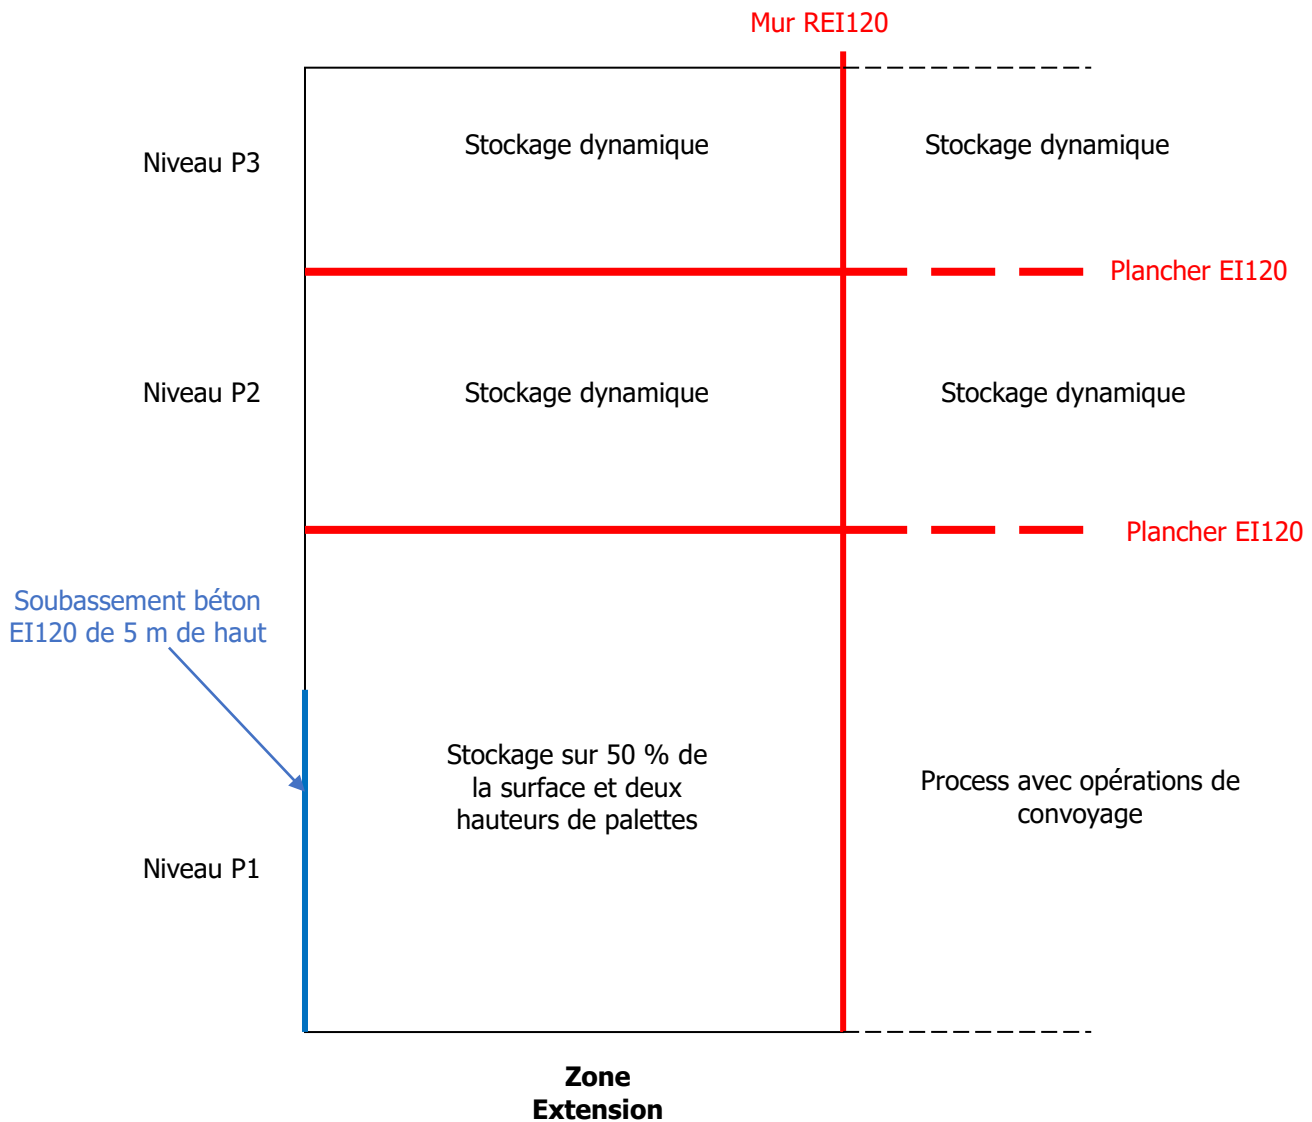 Mur REI120
Niveau P3
Stockage dynamique
Stockage dynamique
Plancher EI120
Niveau P2
Stockage dynamique
Stockage dynamique
Plancher EI120
Soubassement béton
EI120 de 5 m de haut
Stockage sur 50 % de
la surface et deux
hauteurs de palettes
Process avec opérations de
convoyage
Niveau P1
Zone
Extension